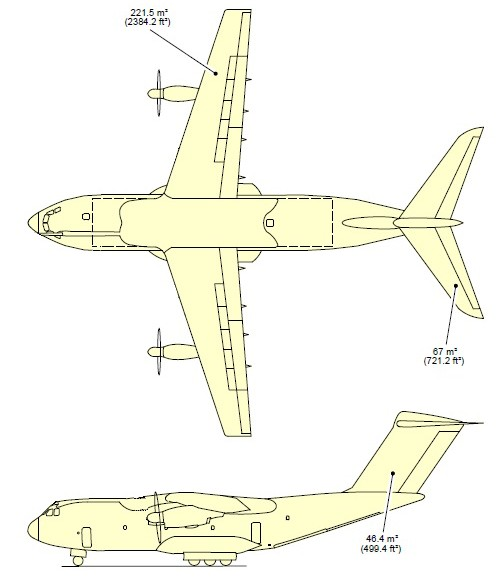 221.5 m²
(2384.2 ft²)
67 m²
(721.2 ft²)
46.4 m²
(499.4 ft²)